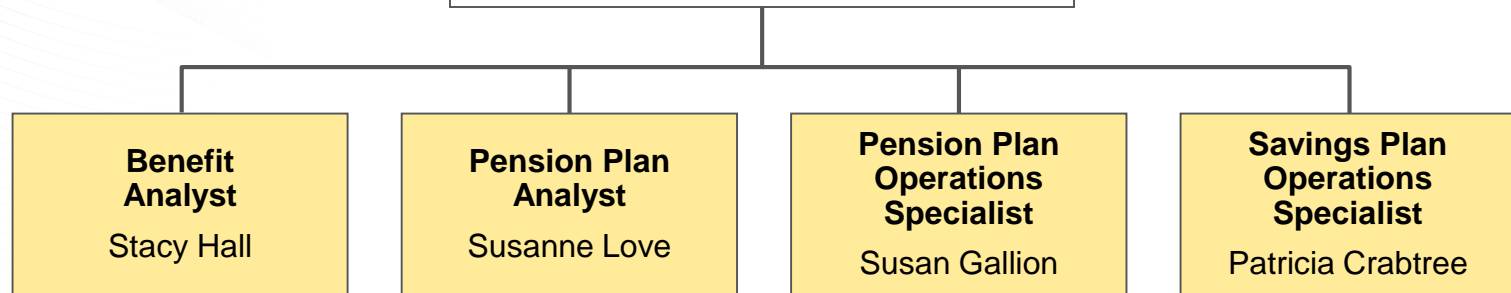 Benefit
Analyst
Stacy Hall
Pension Plan
Analyst
Susanne Love
Pension Plan
Operations
Specialist
Susan Gallion
Savings Plan
Operations
Specialist
Patricia Crabtree